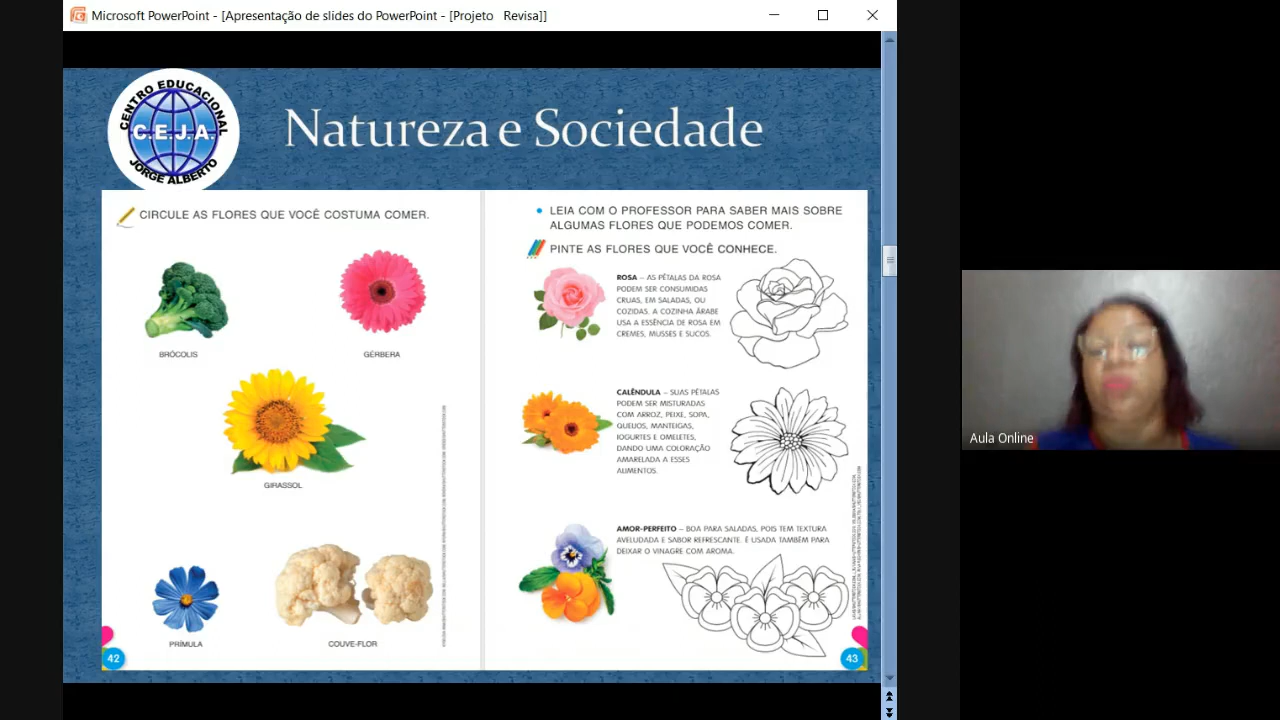 Microsoft PowerPoint - [Apresentação de slides do PowerPoint - [Projeto Revisa]]
CENTRO EDUCACIONAL
C.E.J.A.
JORGE ALBERTO
Natureza e Sociedade
CIRCULE AS FLORES QUE VOCÊ COSTUMA COMER.
BRÓCOLIS
GÉRBERA
GIRASSOL
PRÍMULA
COUVE-FLOR
42
LEIA COM O PROFESSOR PARA SABER MAIS SOBRE
ALGUMAS FLORES QUE PODEMOS COMER.
PINTE AS FLORES QUE VOCÊ CONHECE.
ROSA – AS PÉTALAS DA ROSA
PODEM SER CONSUMIDAS
CRUAS, EM SALADAS, OU
COZIDAS. A COZINHA ÁRABE
USA A ESSÊNCIA DE ROSA EM
CREMES, MUSSES E SUCOS.
CALÊNDULA – SUAS PÉTALAS
PODEM SER MISTURADAS
COM ARROZ, PEIXE, SOPA,
QUEIJOS, MANTEIGAS,
IOGURTES E OMELETES,
DANDO UMA COLORAÇÃO
AMARELADA A ESSES
ALIMENTOS.
AMOR-PERFEITO – BOA PARA SALADAS, POIS TEM TEXTURA
AVELUDADA E SABOR REFRESCANTE. É USADA TAMBÉM PARA
DEIXAR O VINAGRE COM AROMA.
43
Aula Online